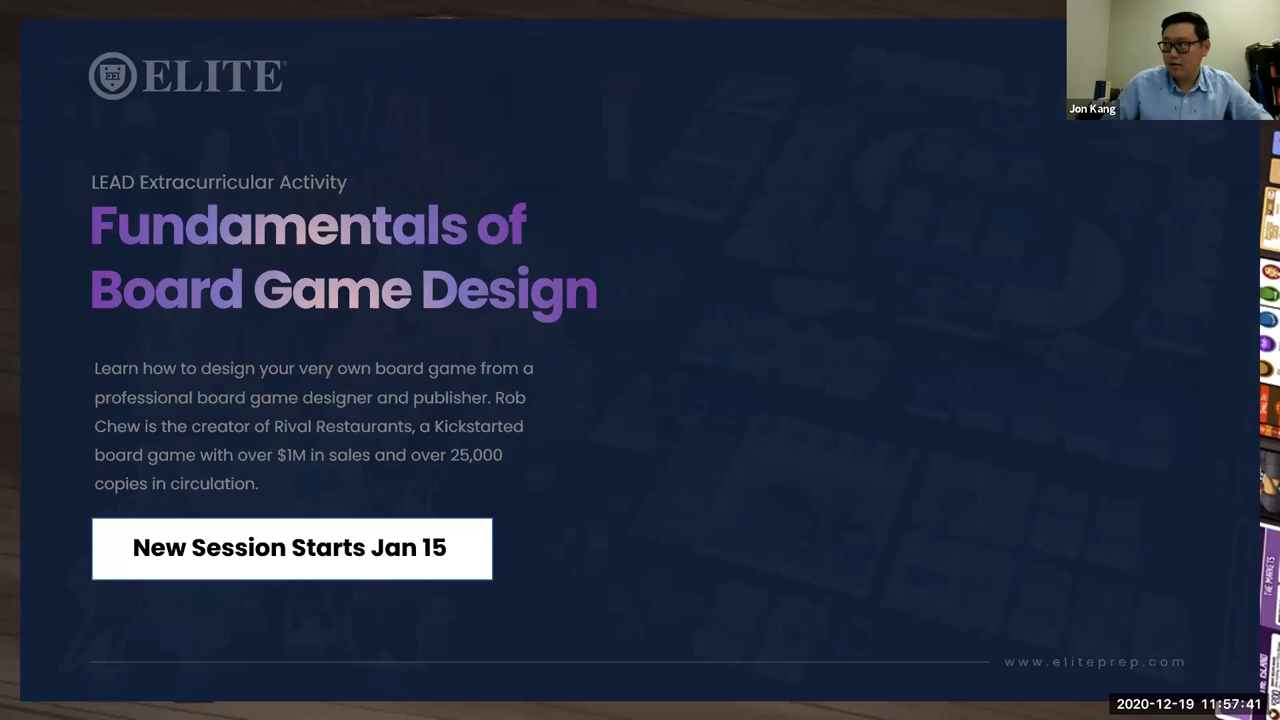 EEI
ELITE
Jon Kang
LEAD Extracurricular Activity
Fundamentals of
Board Game Design
Learn how to design your very own board game from a
professional board game designer and publisher. Rob
Chew is the creator of Rival Restaurants, a Kickstarted
board game with over $1M in sales and over 25,000
copies in circulation.
New Session Starts Jan 15
THE MARKETS
www.eliteprep.com
2020-12-19 11:57:41